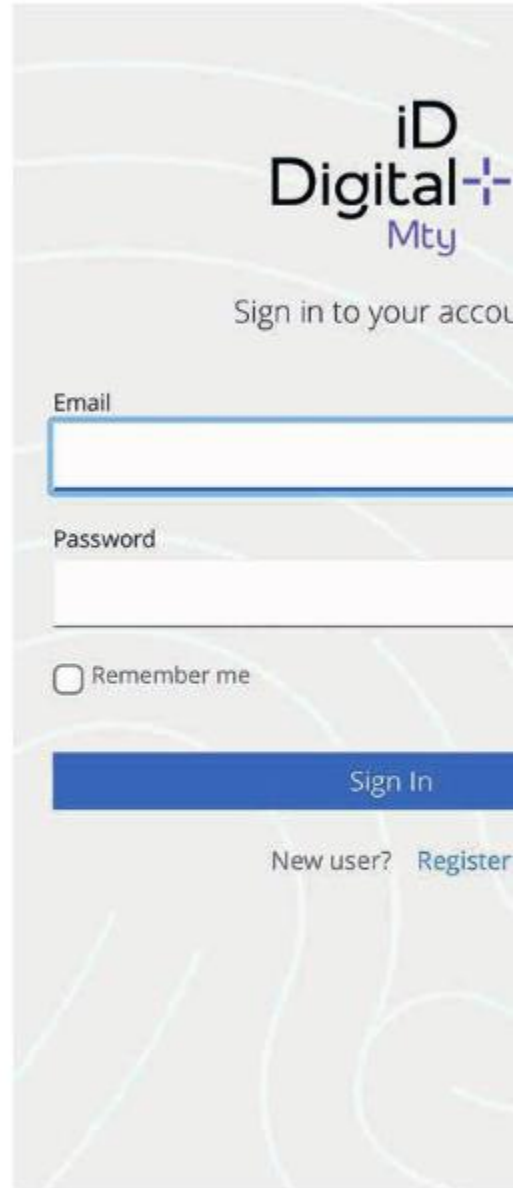 iD
Digital
Mty
Sign in to your accou
Email
Password
Remember me
Sign In
New user? Register